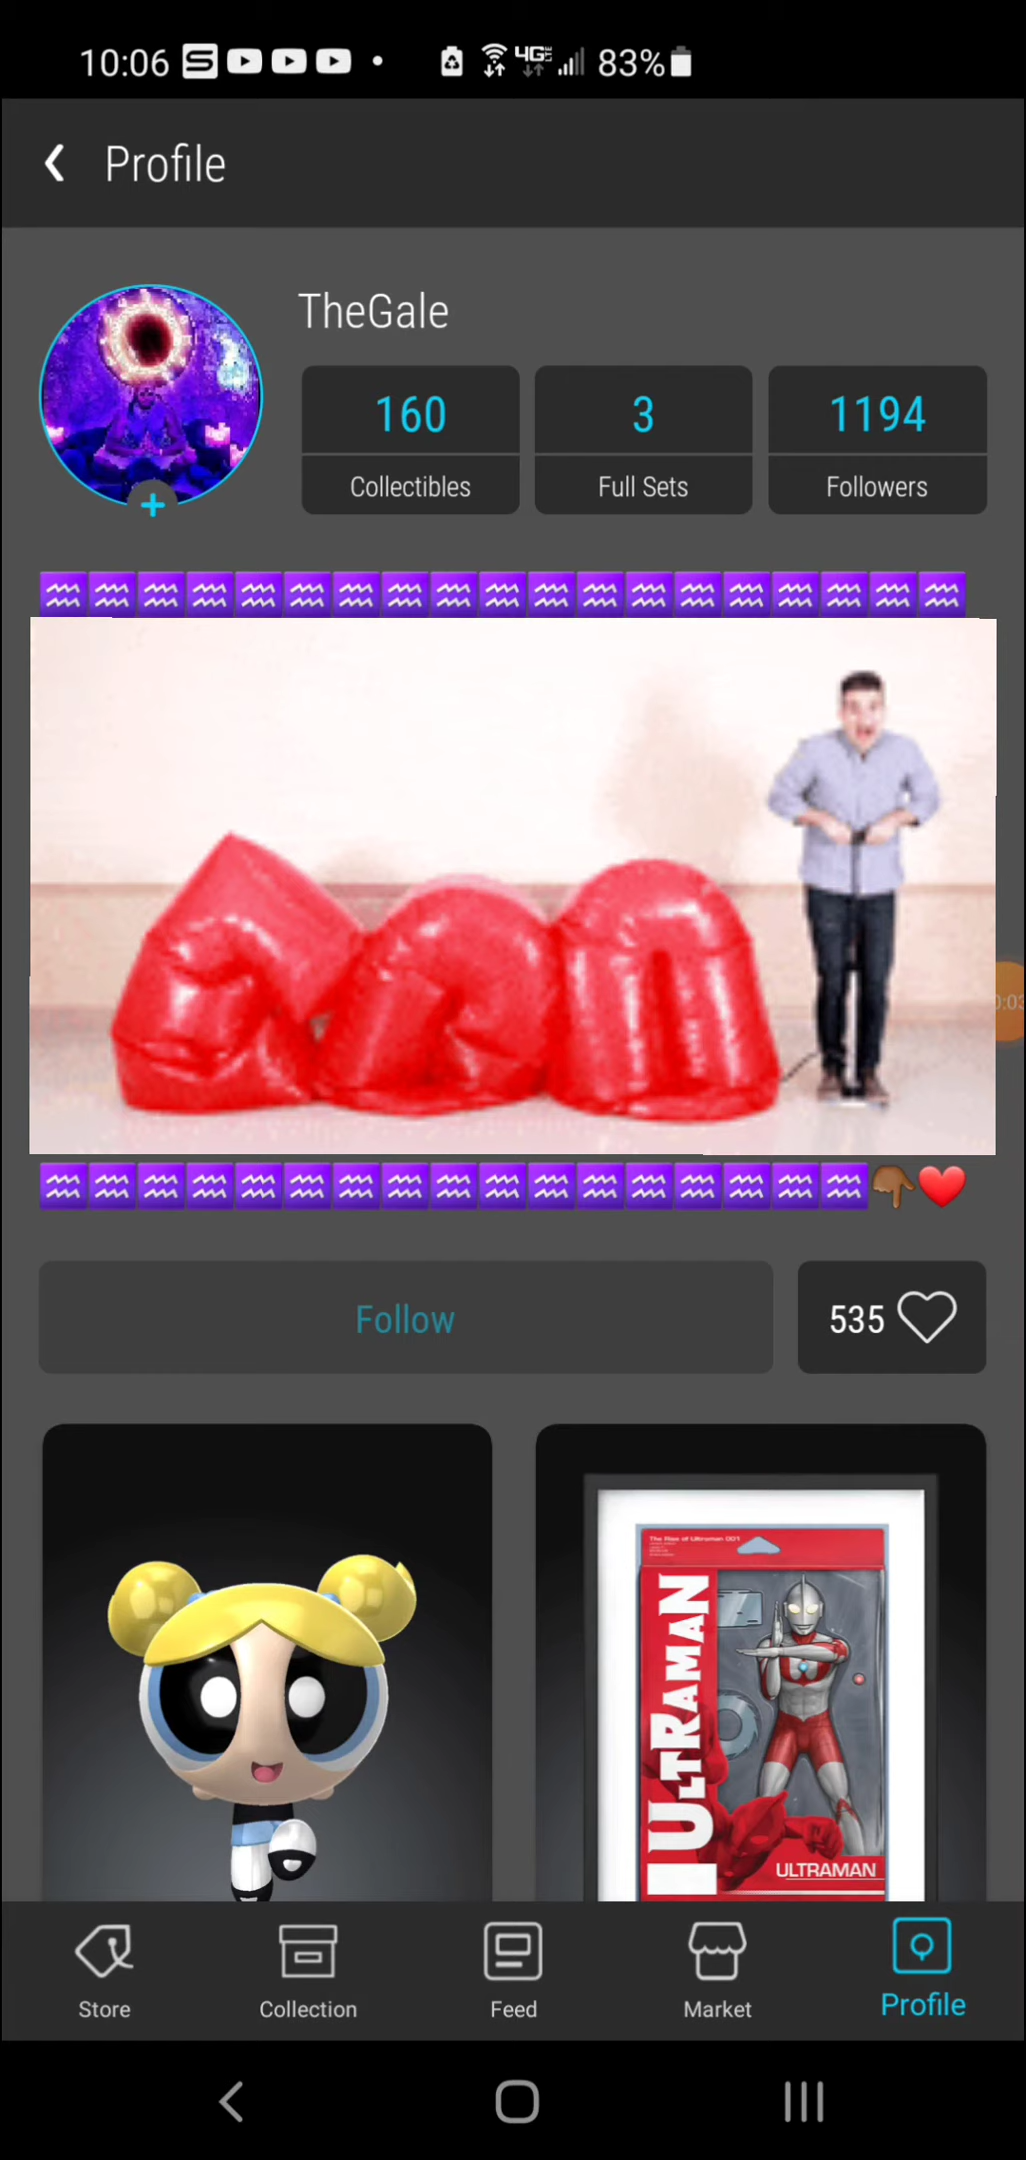 10:06 4G LTE 83%
Profile
TheGale
160 3 1194
Collectibles Full Sets Followers
♒♒♒♒♒♒♒♒♒♒♒♒♒♒♒♒♒♒♒
♒♒♒♒♒♒♒♒♒♒♒♒♒♒♒♒♒👇🏾❤️
Follow 535
The Rise of Ultraman 001
ULTRAMAN
ULTRAMAN
Store Collection Feed Market Profile